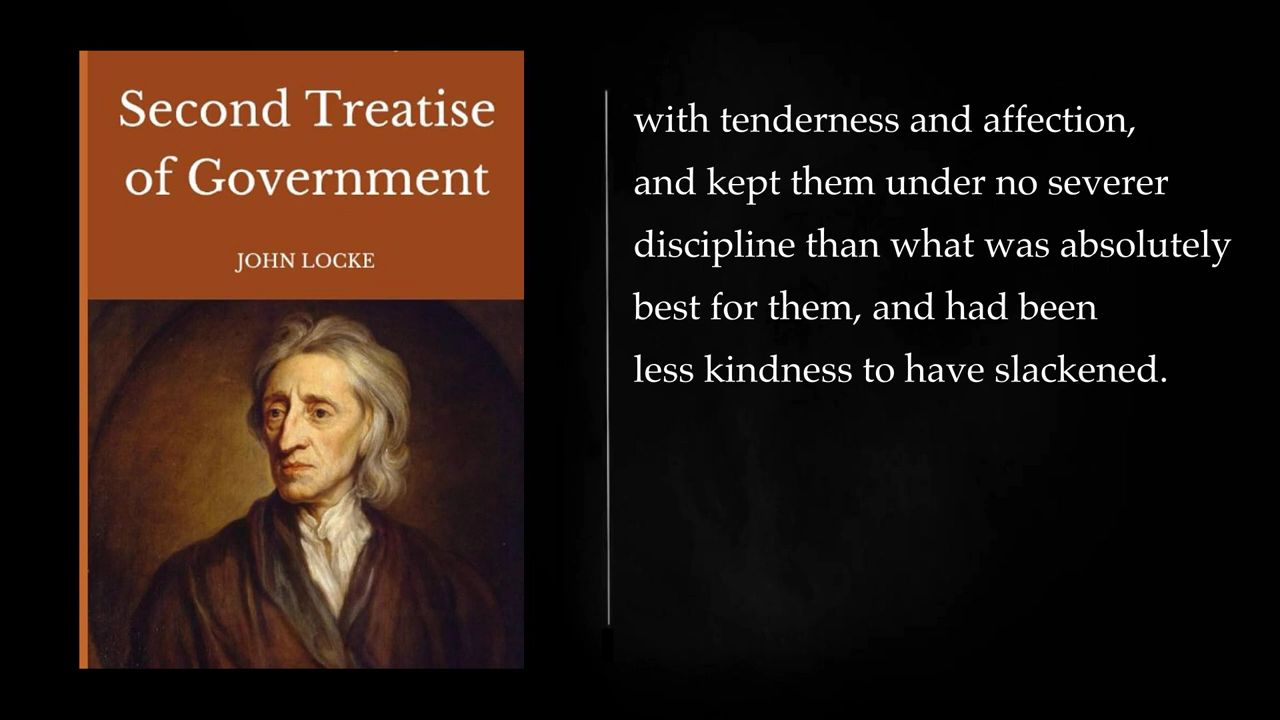 Second Treatise
of Government
JOHN LOCKE
with tenderness and affection,
and kept them under no severer
discipline than what was absolutely
best for them, and had been
less kindness to have slackened.